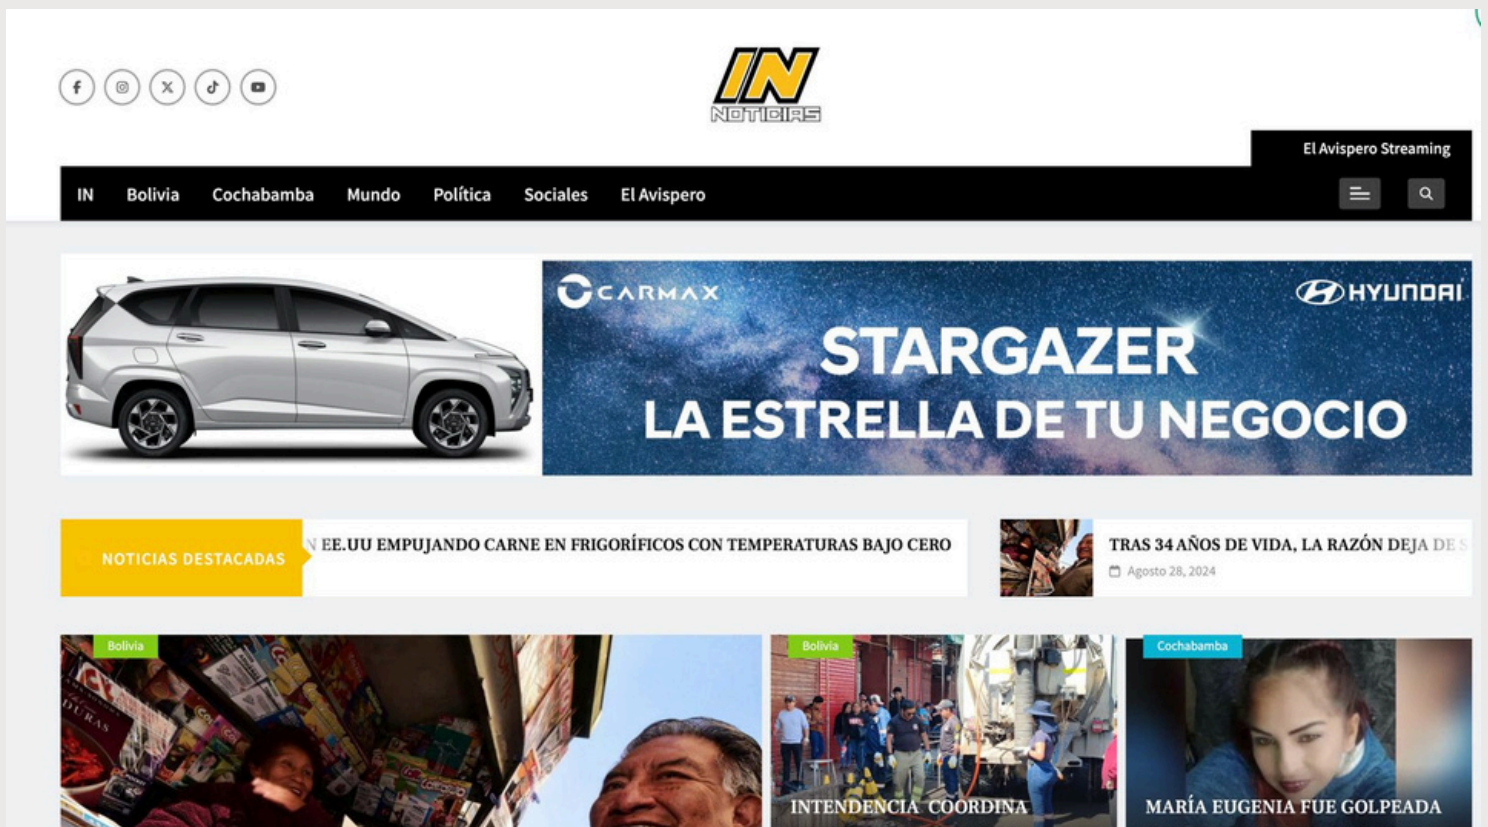 IN
NOTICIAS
El Avispero Streaming
IN Bolivia Cochabamba Mundo Política Sociales El Avispero
CARMAX
HYUNDAI
STARGAZER
LA ESTRELLA DE TU NEGOCIO
NOTICIAS DESTACADAS
N EE.UU EMPUJANDO CARNE EN FRIGORÍFICOS CON TEMPERATURAS BAJO CERO
TRAS 34 AÑOS DE VIDA, LA RAZÓN DEJA DE S
Agosto 28, 2024
Bolivia
Bolivia
Cochabamba
INTENDENCIA COORDINA
MARÍA EUGENIA FUE GOLPEADA